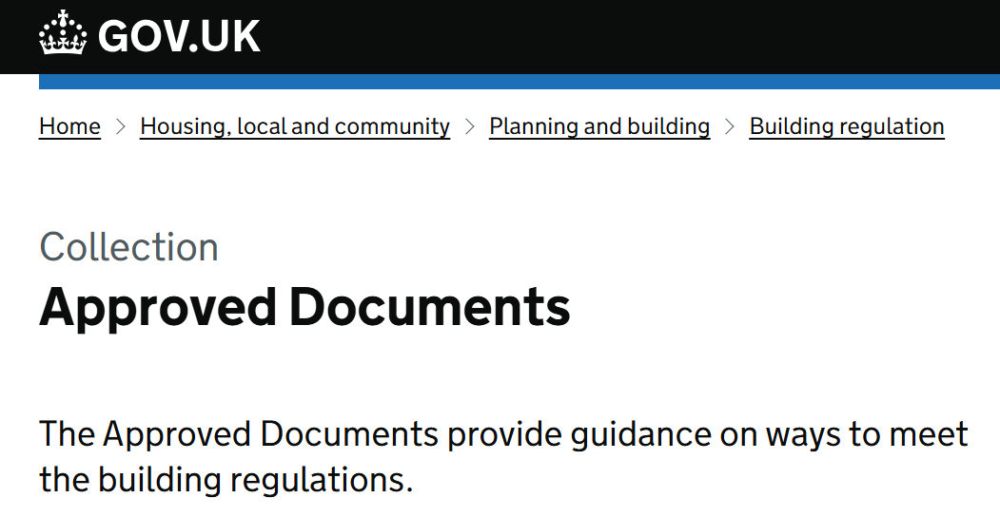 GOV.UK
Home > Housing, local and community > Planning and building > Building regulation
Collection
Approved Documents
The Approved Documents provide guidance on ways to meet
the building regulations.